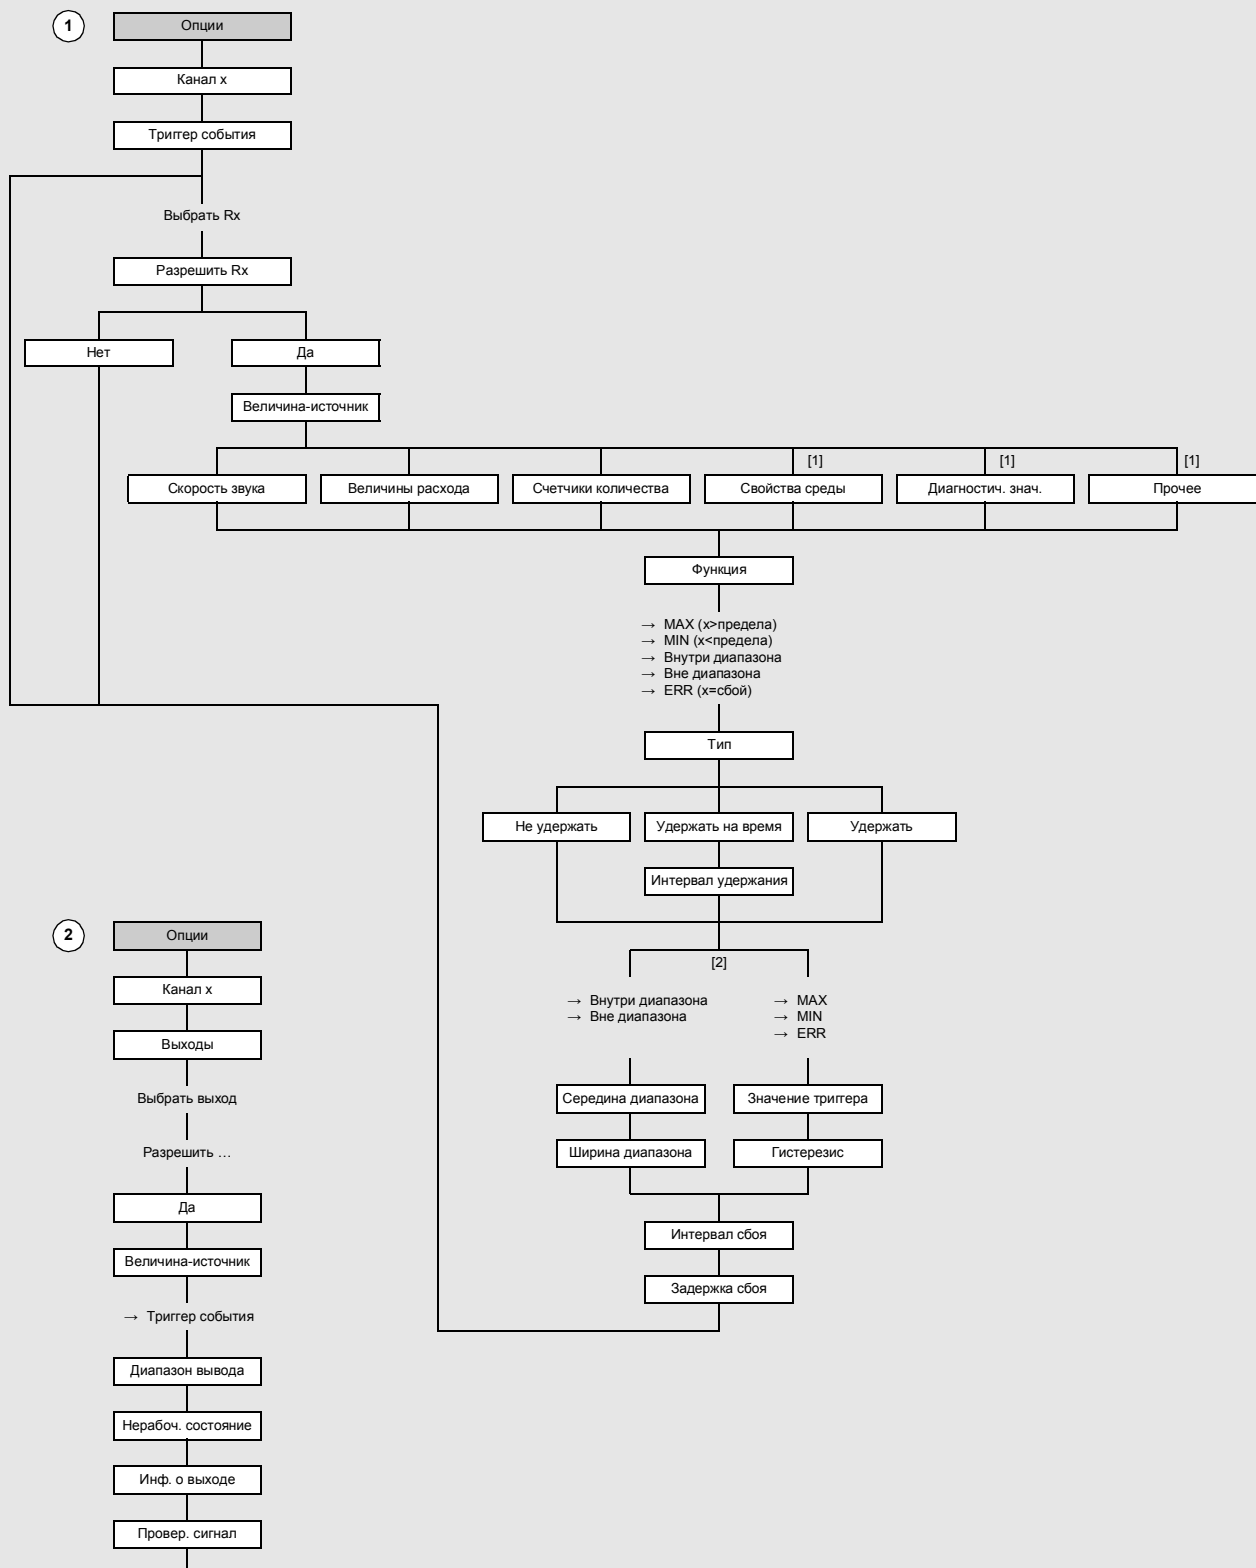 1
Опции
Канал x
Триггер события
Выбрать Rx
Разрешить Rx
Нет
Да
Величина-источник
[1]
[1]
[1]
Скорость звука
Величины расхода
Счетчики количества
Свойства среды
Диагностич. знач.
Прочее
Функция
→ MAX (x>предела)
→ MIN (x<предела)
→ Внутри диапазона
→ Вне диапазона
→ ERR (x=сбой)
Тип
Не удержать
Удержать на время
Удержать
Интервал удержания
[2]
→ Внутри диапазона
→ Вне диапазона
→ MAX
→ MIN
→ ERR
Середина диапазона
Значение триггера
Ширина диапазона
Гистерезис
Интервал сбоя
Задержка сбоя
2
Опции
Канал x
Выходы
Выбрать выход
Разрешить …
Да
Величина-источник
→ Триггер события
Диапазон вывода
Нерабоч. состояние
Инф. о выходе
Провер. сигнал